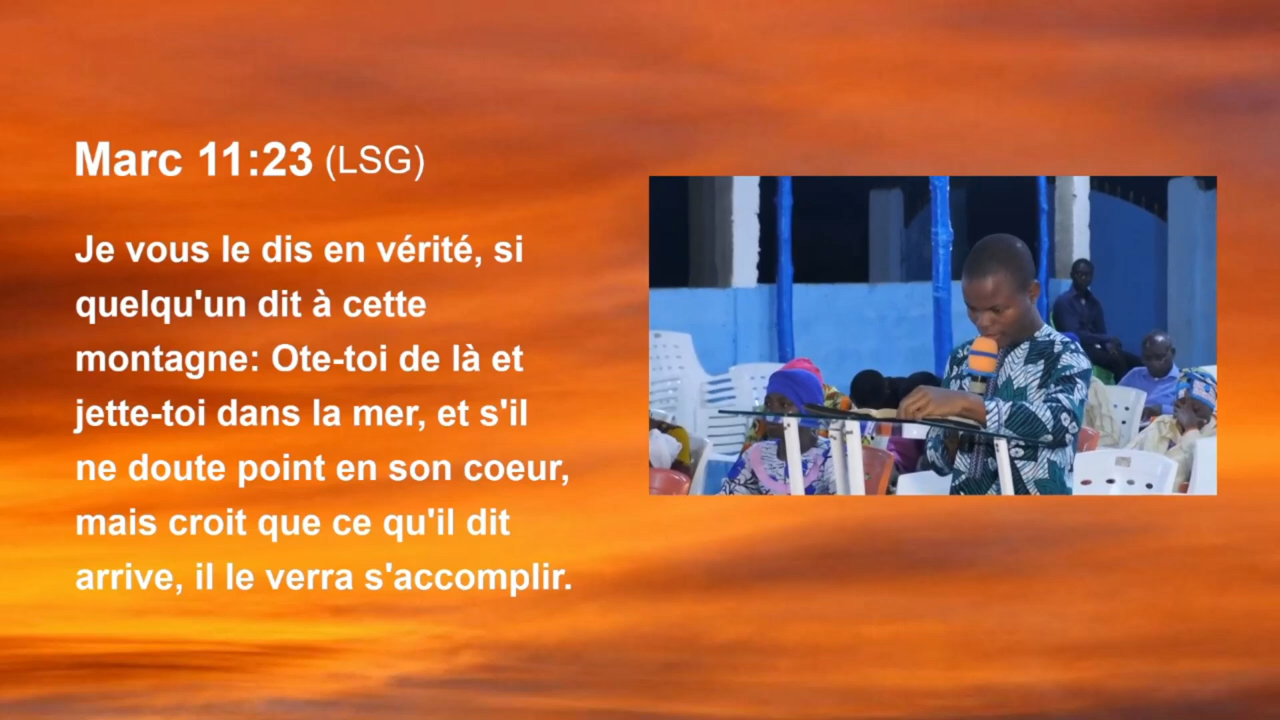 Marc 11:23 (LSG)
Je vous le dis en vérité, si
quelqu'un dit à cette
montagne: Ote-toi de là et
jette-toi dans la mer, et s'il
ne doute point en son coeur,
mais croit que ce qu'il dit
arrive, il le verra s'accomplir.